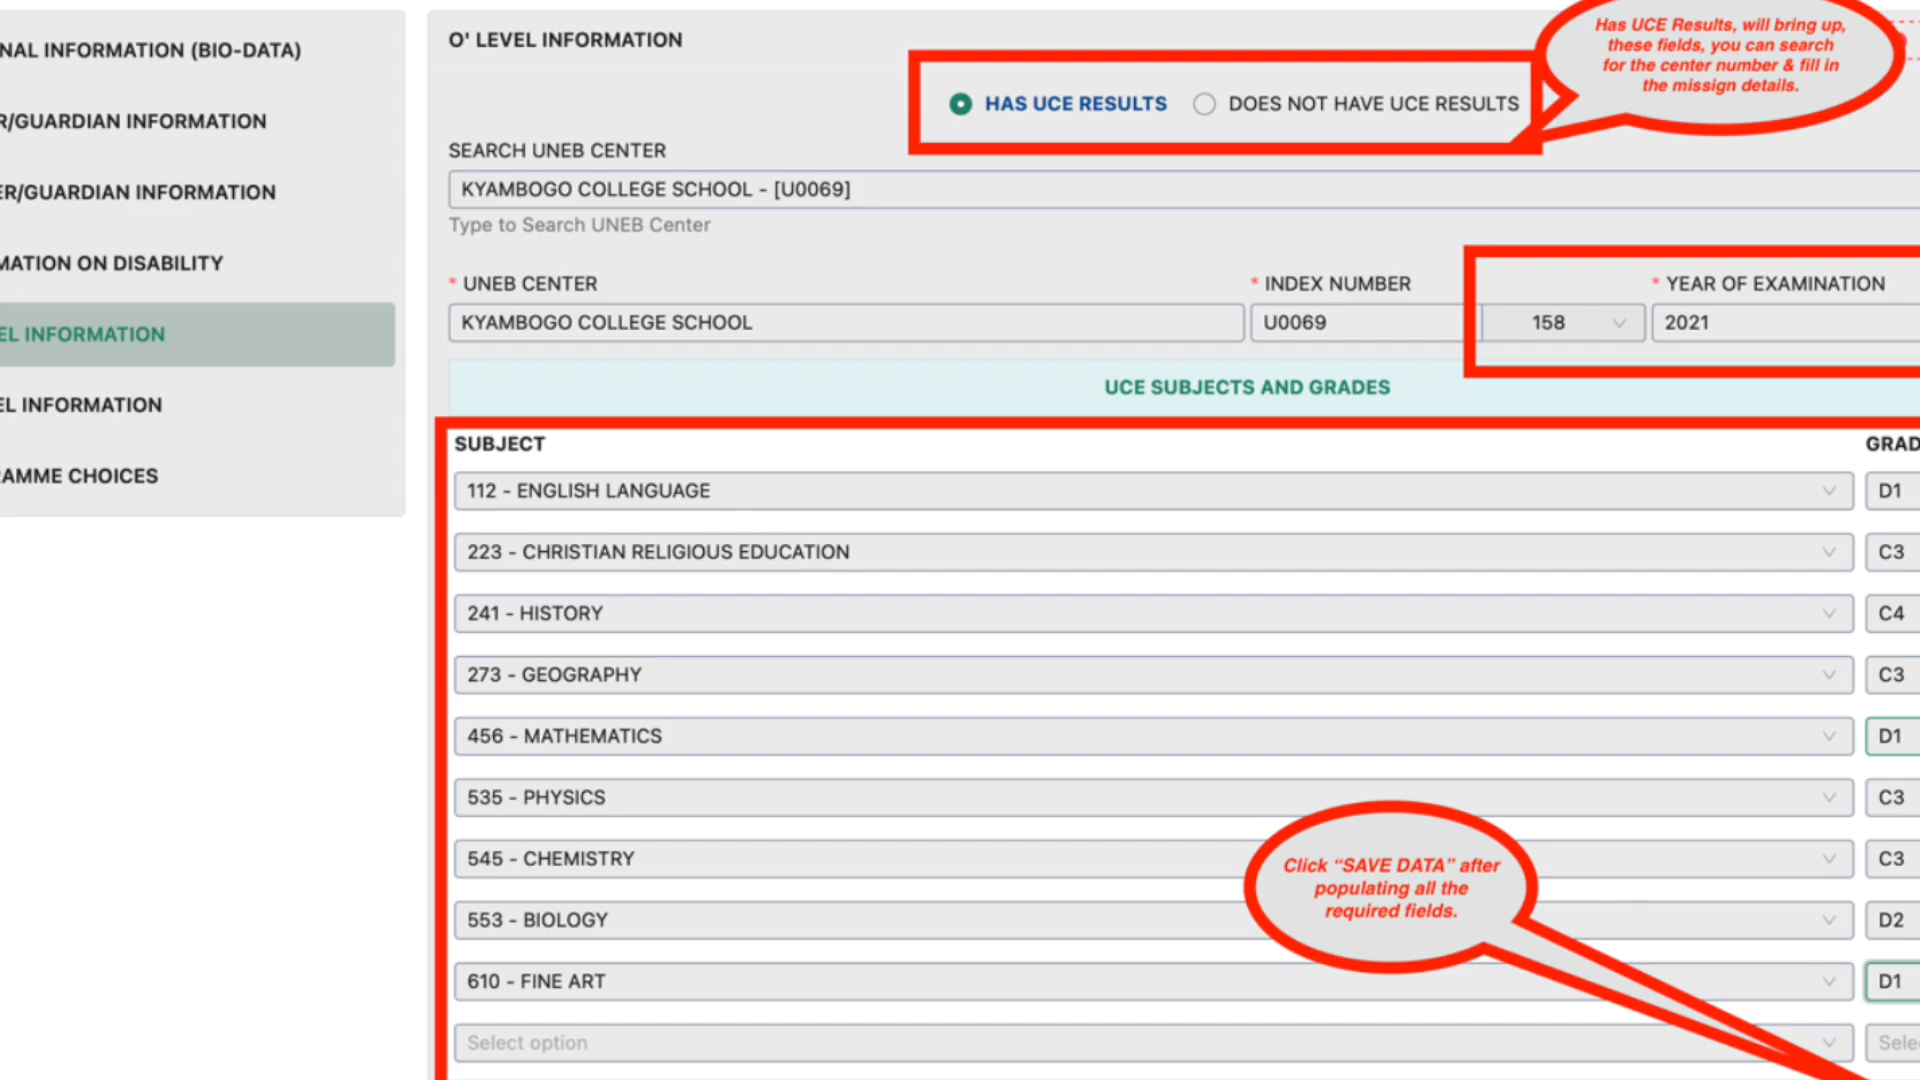 NAL INFORMATION (BIO-DATA)
R/GUARDIAN INFORMATION
ER/GUARDIAN INFORMATION
MATION ON DISABILITY
EL INFORMATION
EL INFORMATION
RAMME CHOICES
O' LEVEL INFORMATION
Has UCE Results, will bring up,
these fields, you can search
for the center number & fill in
the missign details.
HAS UCE RESULTS DOES NOT HAVE UCE RESULTS
SEARCH UNEB CENTER
KYAMBOGO COLLEGE SCHOOL - [U0069]
Type to Search UNEB Center
* UNEB CENTER * INDEX NUMBER * YEAR OF EXAMINATION
KYAMBOGO COLLEGE SCHOOL U0069 158 2021
UCE SUBJECTS AND GRADES
SUBJECT GRAD
112 - ENGLISH LANGUAGE D1
223 - CHRISTIAN RELIGIOUS EDUCATION C3
241 - HISTORY C4
273 - GEOGRAPHY C3
456 - MATHEMATICS D1
535 - PHYSICS C3
545 - CHEMISTRY C3
553 - BIOLOGY D2
610 - FINE ART D1
Select option Sele
Click “SAVE DATA” after
populating all the
required fields.